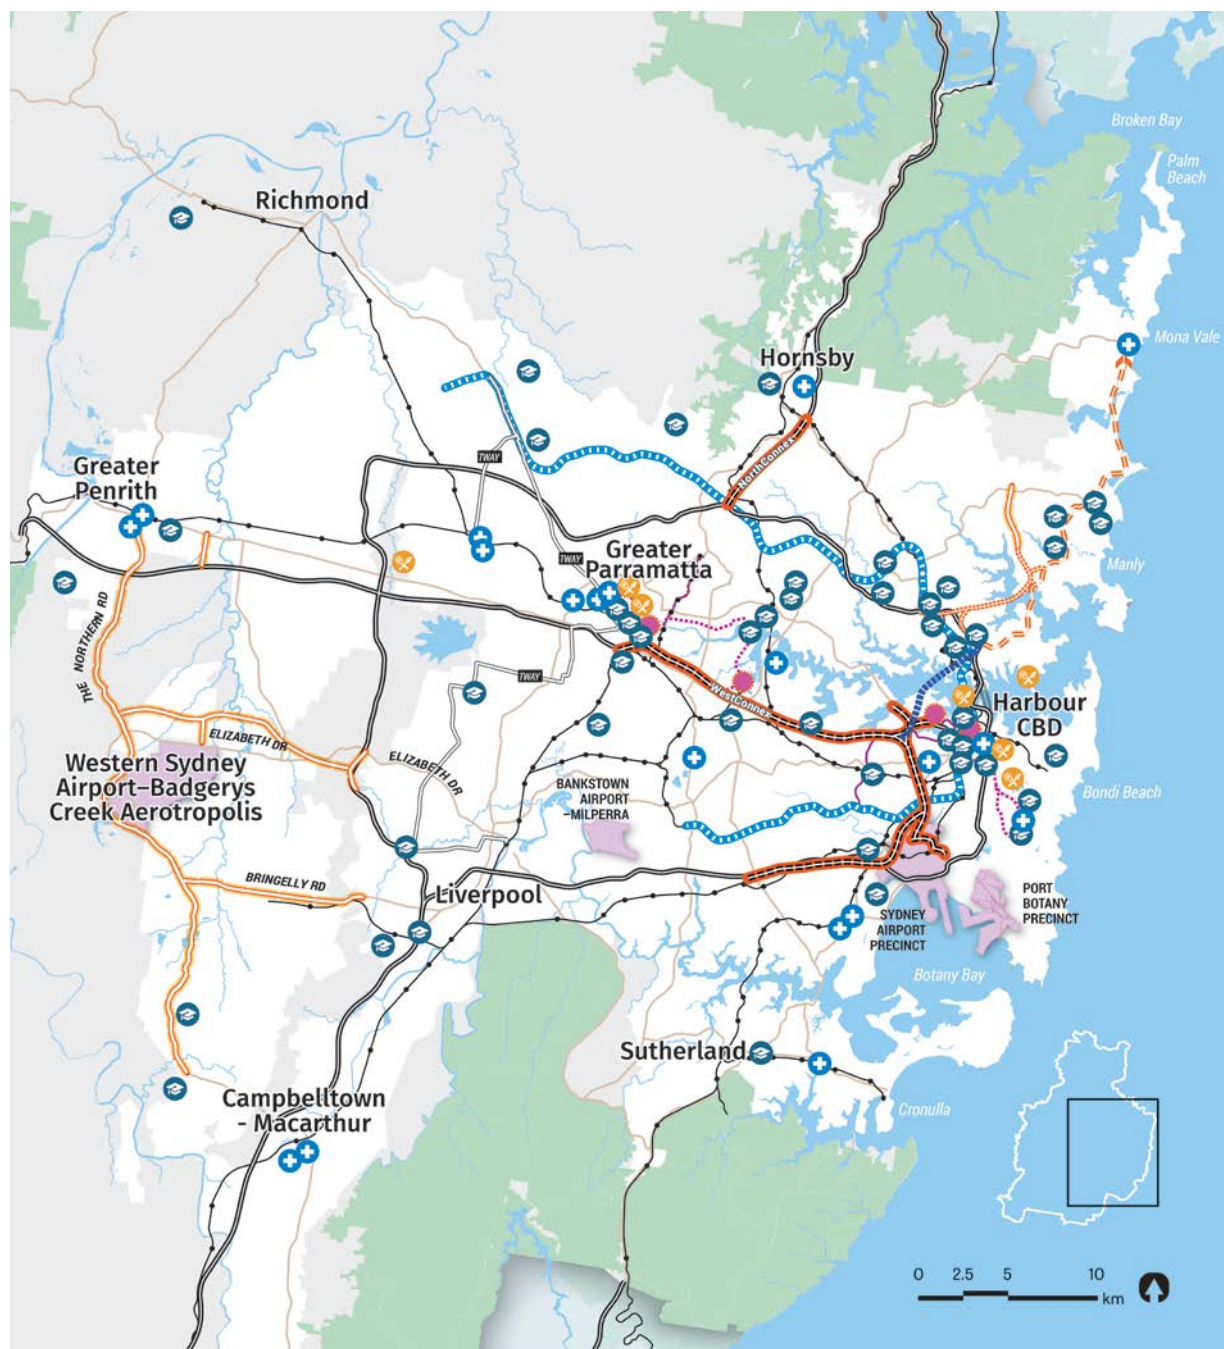 Broken Bay
Palm
Beach
Richmond
Mona Vale
Hornsby
NorthConnex
TWAY
Greater
Penrith
TWAY
Greater
Parramatta
Manly
THE NORTHERN RD
TWAY
WestConnex
Harbour
CBD
ELIZABETH DR
ELIZABETH DR
Western Sydney
Airport–Badgerys
Creek Aerotropolis
BANKSTOWN
AIRPORT
–MILPERRA
Bondi Beach
BRINGELLY RD
Liverpool
PORT
BOTANY
PRECINCT
SYDNEY
AIRPORT
PRECINCT
Botany Bay
Sutherland
Cronulla
Campbelltown
- Macarthur
0 2.5 5 10
km